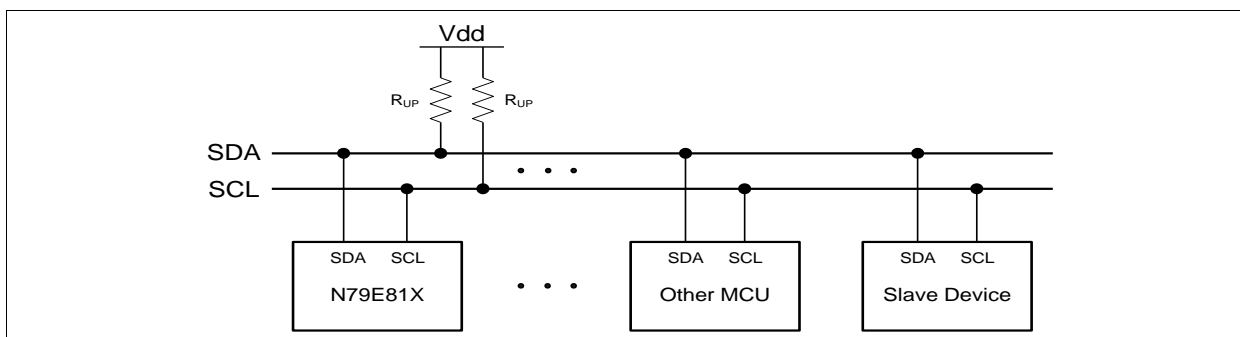 Vdd
RUP RUP
SDA
SCL
SDA SCL SDA SCL SDA SCL
N79E81X Other MCU Slave Device